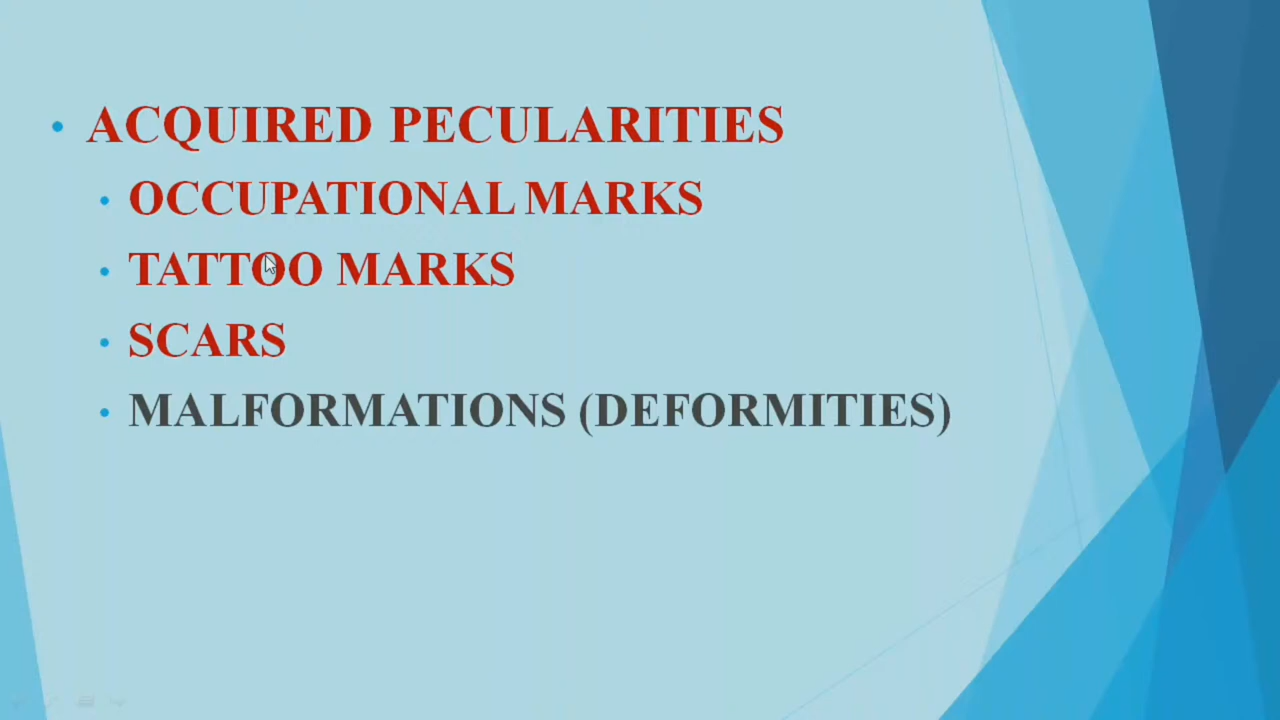 • ACQUIRED PECULARITIES
• OCCUPATIONAL MARKS
• TATTOO MARKS
• SCARS
• MALFORMATIONS (DEFORMITIES)